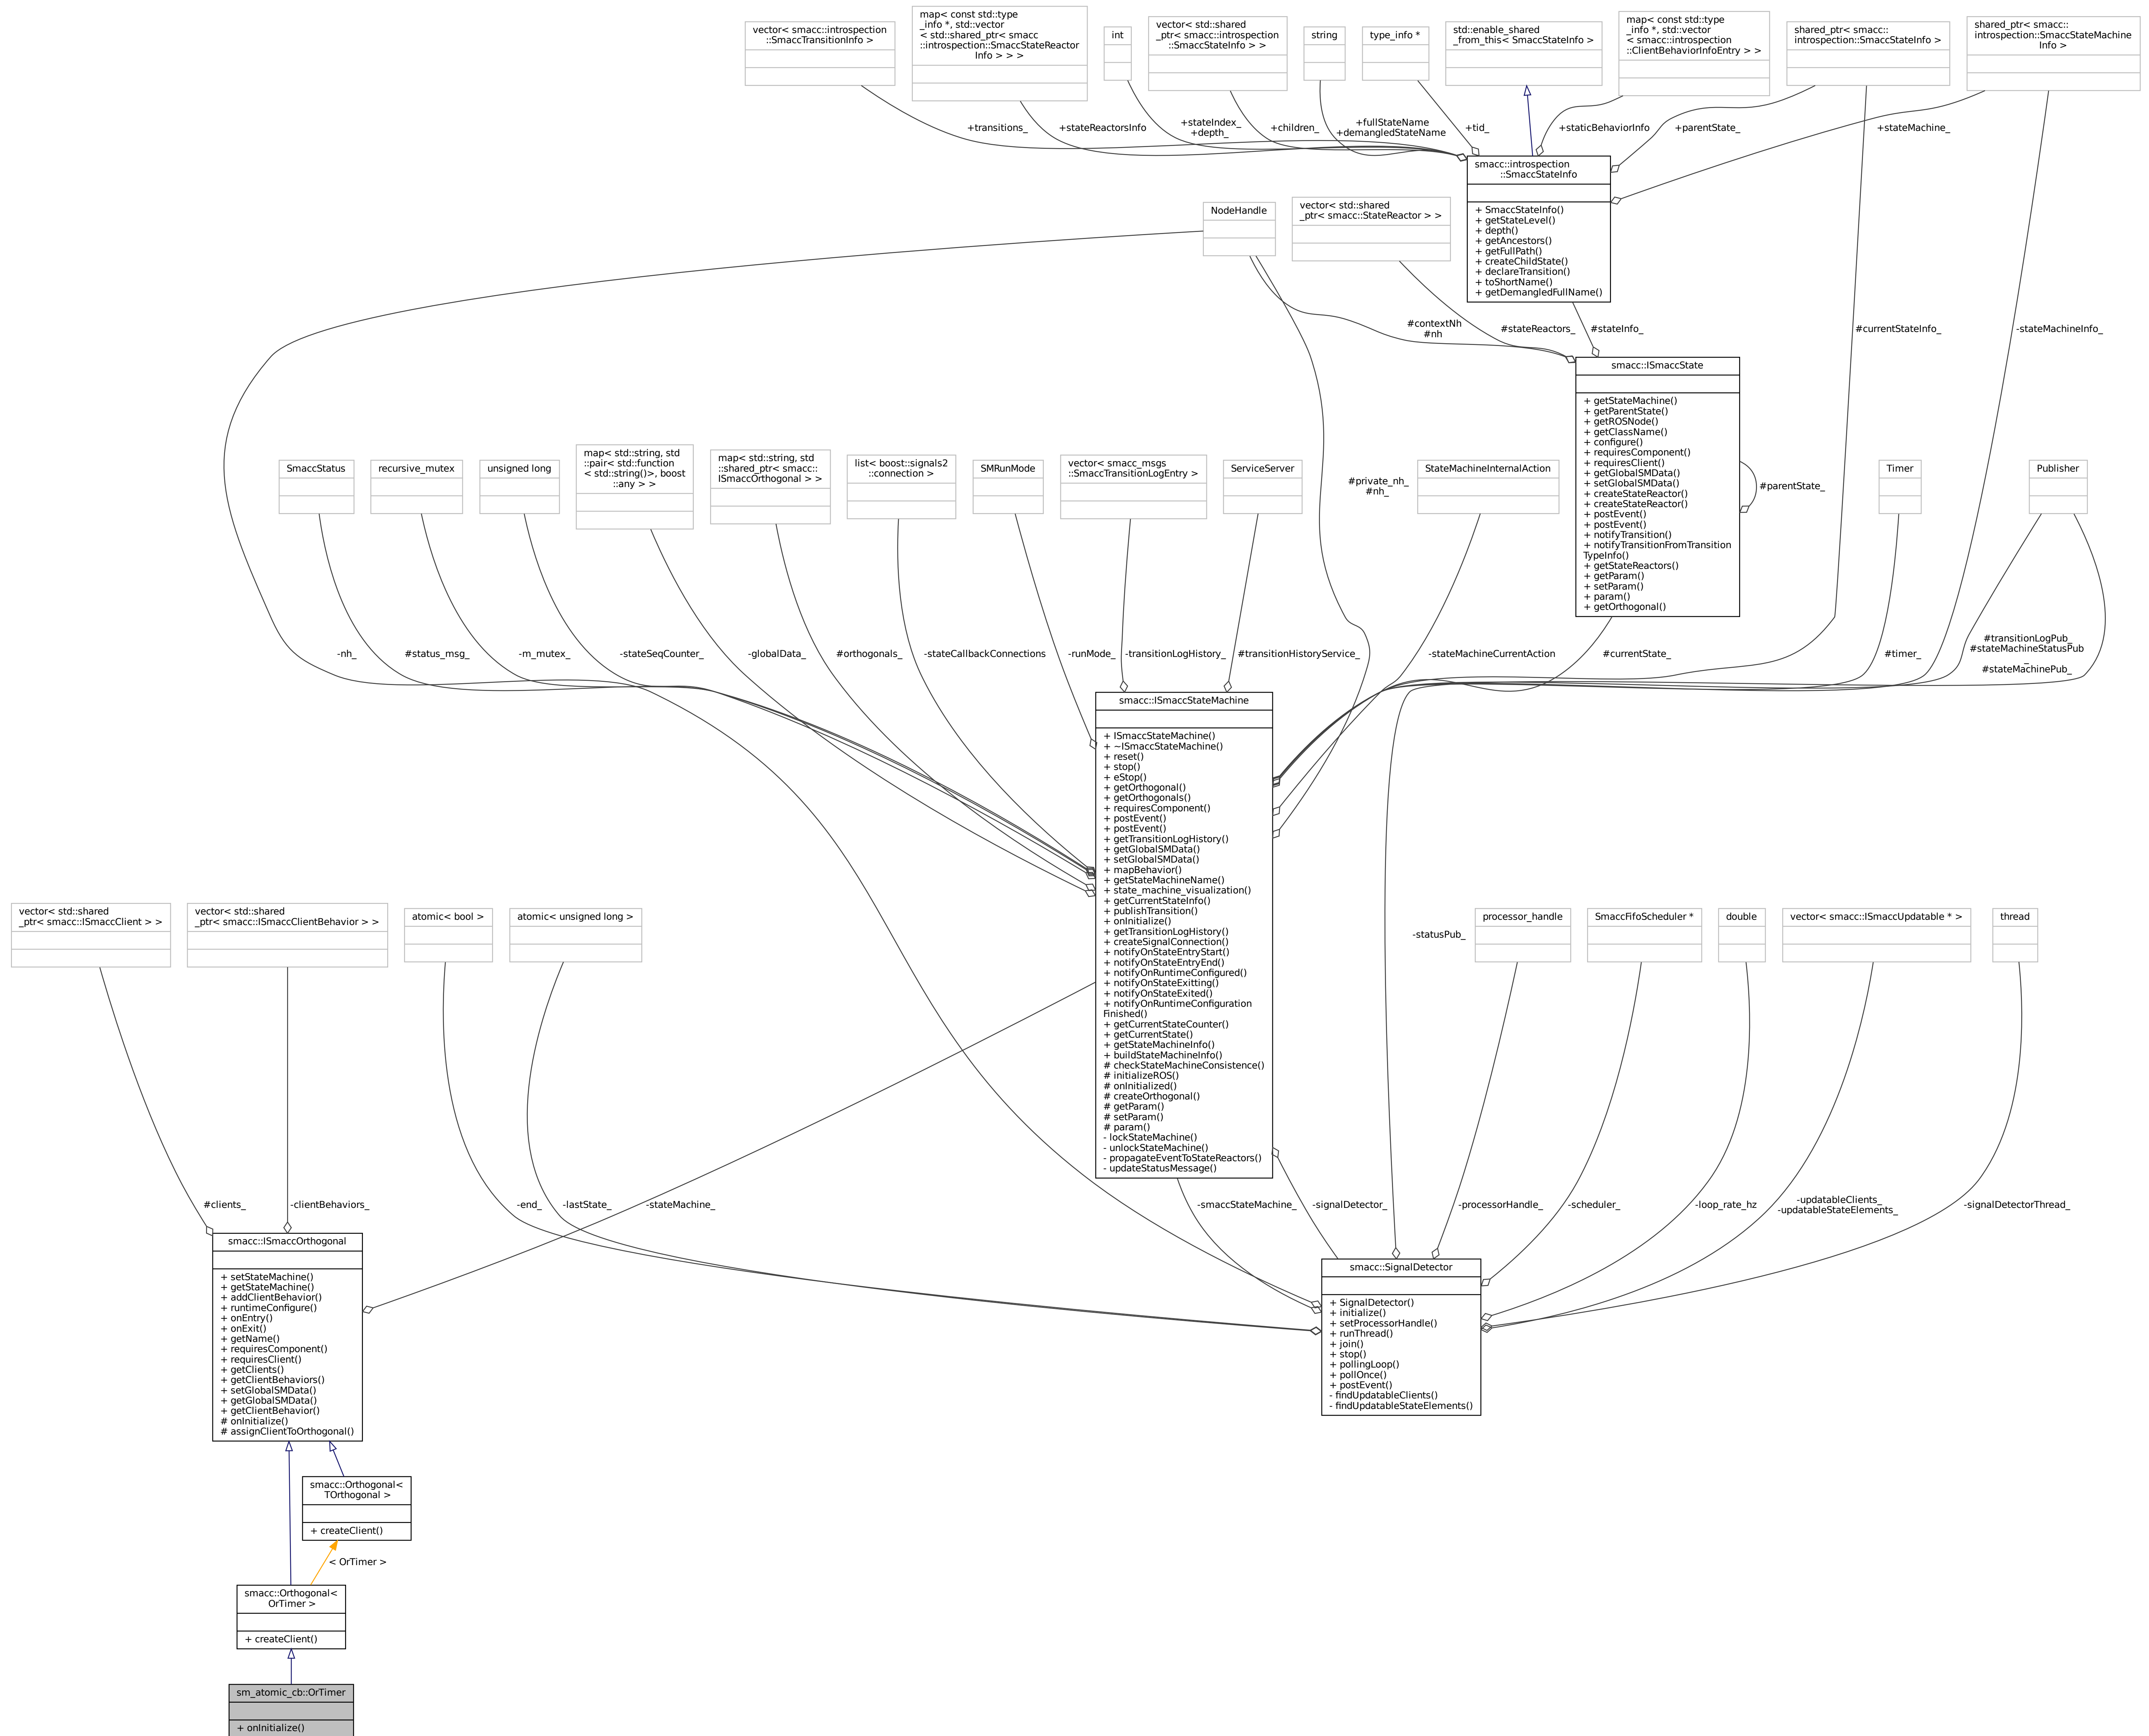 vector< smacc::introspection
::SmaccTransitionInfo >
map< const std::type
_info *, std::vector
< std::shared_ptr< smacc
::introspection::SmaccStateReactor
Info > > >
int
vector< std::shared
_ptr< smacc::introspection
::SmaccStateInfo > >
string
type_info *
std::enable_shared
_from_this< SmaccStateInfo >
map< const std::type
_info *, std::vector
< smacc::introspection
::ClientBehaviorInfoEntry > >
shared_ptr< smacc::
introspection::SmaccStateInfo >
shared_ptr< smacc::
introspection::SmaccStateMachine
Info >
+transitions_
+stateReactorsInfo
+stateIndex_
+depth_
+children_
+fullStateName
+demangledStateName
+tid_
+staticBehaviorInfo
+parentState_
+stateMachine_
smacc::introspection
::SmaccStateInfo
+ SmaccStateInfo()
+ getStateLevel()
+ depth()
+ getAncestors()
+ getFullPath()
+ createChildState()
+ declareTransition()
+ toShortName()
+ getDemangledFullName()
NodeHandle
vector< std::shared
_ptr< smacc::StateReactor > >
#contextNh
#nh
#stateReactors_
#stateInfo_
#currentStateInfo_
-stateMachineInfo_
smacc::ISmaccState
+ getStateMachine()
+ getParentState()
+ getROSNode()
+ getClassName()
+ configure()
+ requiresComponent()
+ requiresClient()
+ getGlobalSMData()
+ setGlobalSMData()
+ createStateReactor()
+ createStateReactor()
+ postEvent()
+ postEvent()
+ notifyTransition()
+ notifyTransitionFromTransition
TypeInfo()
+ getStateReactors()
+ getParam()
+ setParam()
+ param()
+ getOrthogonal()
#parentState_
SmaccStatus
recursive_mutex
unsigned long
map< std::string, std
::pair< std::function
< std::string()>, boost
::any > >
map< std::string, std
::shared_ptr< smacc::
ISmaccOrthogonal > >
list< boost::signals2
::connection >
SMRunMode
vector< smacc_msgs
::SmaccTransitionLogEntry >
ServiceServer
#private_nh_
#nh_
StateMachineInternalAction
Timer
Publisher
-nh_
#status_msg_
-m_mutex_
-stateSeqCounter_
-globalData_
#orthogonals_
-stateCallbackConnections
-runMode_
-transitionLogHistory_
#transitionHistoryService_
-stateMachineCurrentAction
#currentState_
#timer_
#transitionLogPub_
#stateMachineStatusPub
_
#stateMachinePub_
smacc::ISmaccStateMachine
+ ISmaccStateMachine()
+ ~ISmaccStateMachine()
+ reset()
+ stop()
+ eStop()
+ getOrthogonal()
+ getOrthogonals()
+ requiresComponent()
+ postEvent()
+ postEvent()
+ getTransitionLogHistory()
+ getGlobalSMData()
+ setGlobalSMData()
+ mapBehavior()
+ getStateMachineName()
+ state_machine_visualization()
+ getCurrentStateInfo()
+ publishTransition()
+ onInitialize()
+ getTransitionLogHistory()
+ createSignalConnection()
+ notifyOnStateEntryStart()
+ notifyOnStateEntryEnd()
+ notifyOnRuntimeConfigured()
+ notifyOnStateExitting()
+ notifyOnStateExited()
+ notifyOnRuntimeConfiguration
Finished()
+ getCurrentStateCounter()
+ getCurrentState()
+ getStateMachineInfo()
+ buildStateMachineInfo()
# checkStateMachineConsistence()
# initializeROS()
# onInitialized()
# createOrthogonal()
# getParam()
# setParam()
# param()
- lockStateMachine()
- unlockStateMachine()
- propagateEventToStateReactors()
- updateStatusMessage()
vector< std::shared
_ptr< smacc::ISmaccClient > >
vector< std::shared
_ptr< smacc::ISmaccClientBehavior > >
atomic< bool >
atomic< unsigned long >
-statusPub_
processor_handle
SmaccFifoScheduler *
double
vector< smacc::ISmaccUpdatable * >
thread
#clients_
-clientBehaviors_
-end_
-lastState_
-stateMachine_
-smaccStateMachine_
-signalDetector_
-processorHandle_
-scheduler_
-loop_rate_hz
-updatableClients_
-updatableStateElements_
-signalDetectorThread_
smacc::ISmaccOrthogonal
+ setStateMachine()
+ getStateMachine()
+ addClientBehavior()
+ runtimeConfigure()
+ onEntry()
+ onExit()
+ getName()
+ requiresComponent()
+ requiresClient()
+ getClients()
+ getClientBehaviors()
+ setGlobalSMData()
+ getGlobalSMData()
+ getClientBehavior()
# onInitialize()
# assignClientToOrthogonal()
smacc::SignalDetector
+ SignalDetector()
+ initialize()
+ setProcessorHandle()
+ runThread()
+ join()
+ stop()
+ pollingLoop()
+ pollOnce()
+ postEvent()
- findUpdatableClients()
- findUpdatableStateElements()
smacc::Orthogonal<
TOrthogonal >
+ createClient()
< OrTimer >
smacc::Orthogonal<
OrTimer >
+ createClient()
sm_atomic_cb::OrTimer
+ onInitialize()